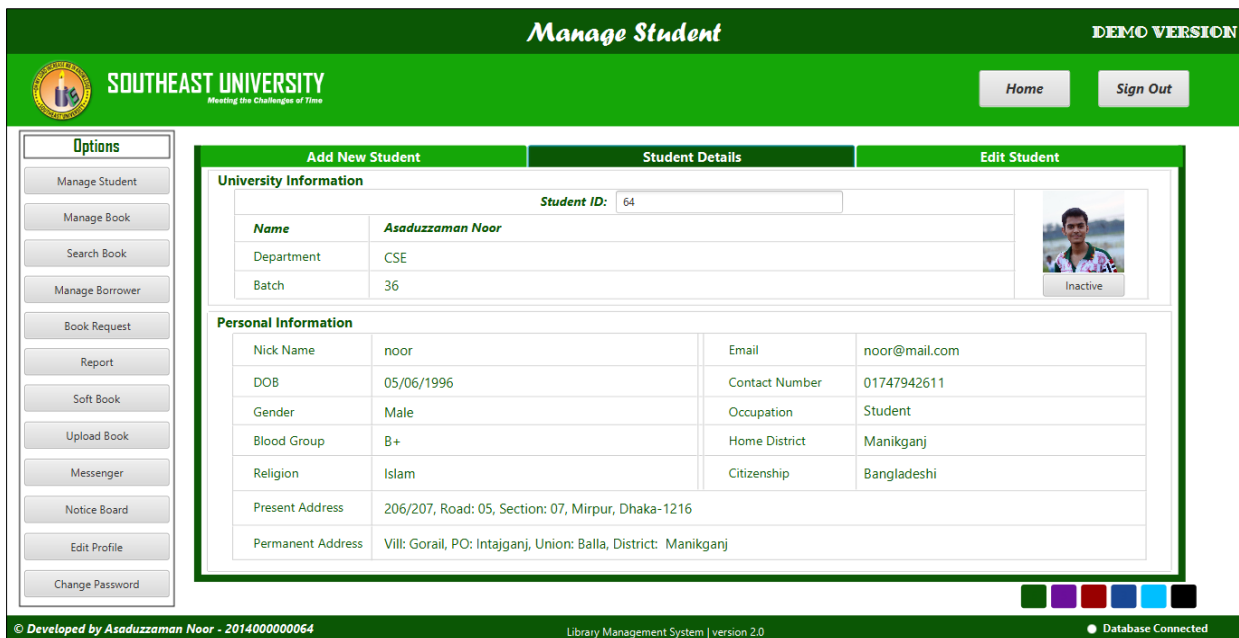 Manage Student
DEMO VERSION
SOUTHEAST UNIVERSITY
Meeting the Challenges of Time
Home
Sign Out
Options
Manage Student
Manage Book
Search Book
Manage Borrower
Book Request
Report
Soft Book
Upload Book
Messenger
Notice Board
Edit Profile
Change Password
Add New Student
Student Details
Edit Student
University Information
Student ID: 64
Name Asaduzzaman Noor
Department CSE
Batch 36
Inactive
Personal Information
Nick Name noor Email noor@mail.com
DOB 05/06/1996 Contact Number 01747942611
Gender Male Occupation Student
Blood Group B+ Home District Manikganj
Religion Islam Citizenship Bangladeshi
Present Address 206/207, Road: 05, Section: 07, Mirpur, Dhaka-1216
Permanent Address Vill: Gorail, PO: Intajganj, Union: Balla, District: Manikganj
© Developed by Asaduzzaman Noor - 2014000000064
Library Management System | version 2.0
Database Connected